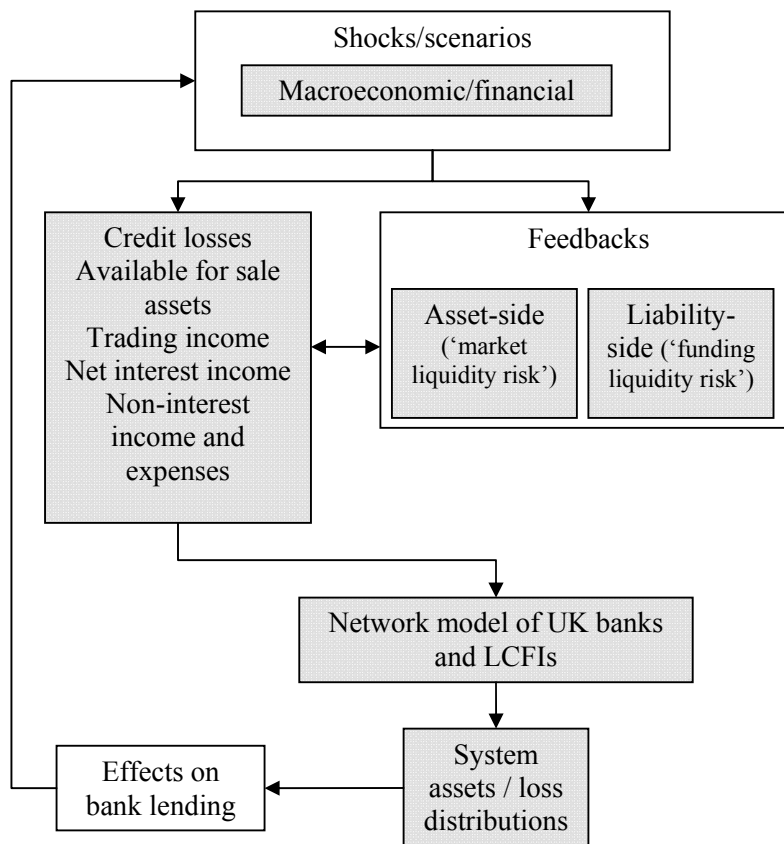 Shocks/scenarios
Macroeconomic/financial
Credit losses
Available for sale
assets
Trading income
Net interest income
Non-interest
income and
expenses
Feedbacks
Asset-side
(‘market
liquidity risk’)
Liability-
side (‘funding
liquidity risk’)
Network model of UK banks
and LCFIs
System
assets / loss
distributions
Effects on
bank lending